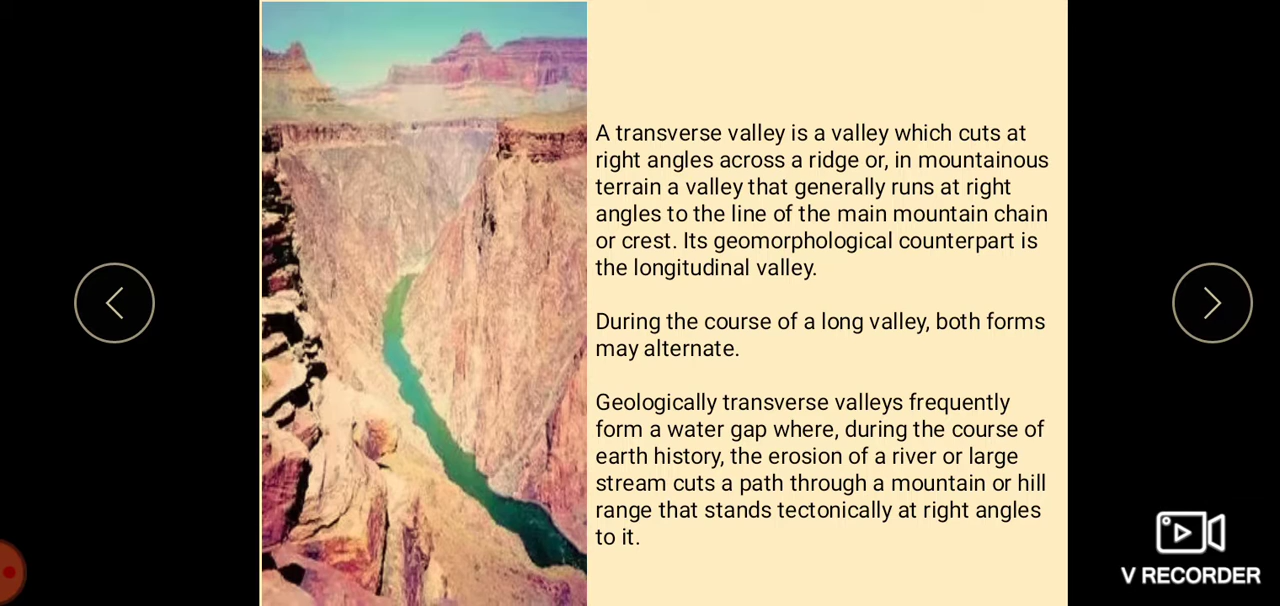 A transverse valley is a valley which cuts at
right angles across a ridge or, in mountainous
terrain a valley that generally runs at right
angles to the line of the main mountain chain
or crest. Its geomorphological counterpart is
the longitudinal valley.
During the course of a long valley, both forms
may alternate.
Geologically transverse valleys frequently
form a water gap where, during the course of
earth history, the erosion of a river or large
stream cuts a path through a mountain or hill
range that stands tectonically at right angles
to it.
V RECORDER